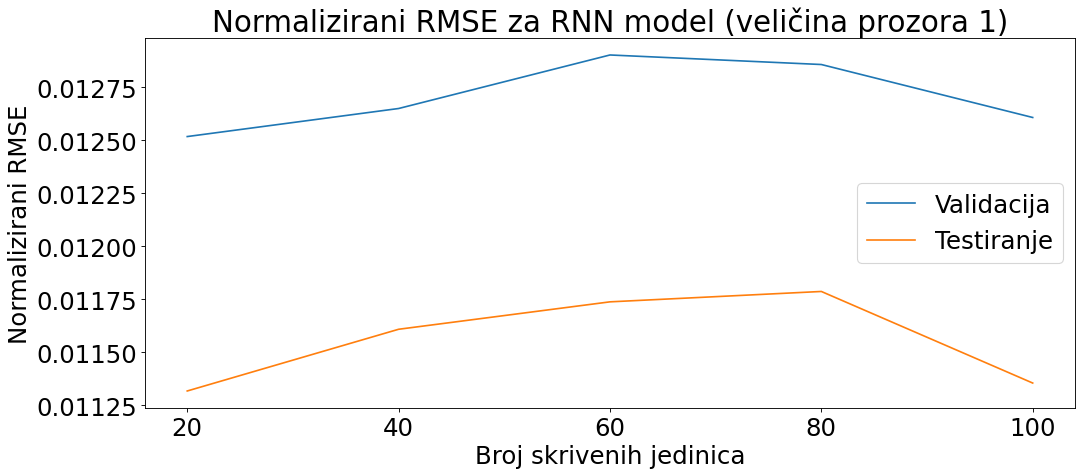 Normalizirani RMSE za RNN model (veličina prozora 1)
Normalizirani RMSE
0.01275
0.01250
0.01225
0.01200
0.01175
0.01150
0.01125
Validacija
Testiranje
20 40 60 80 100
Broj skrivenih jedinica